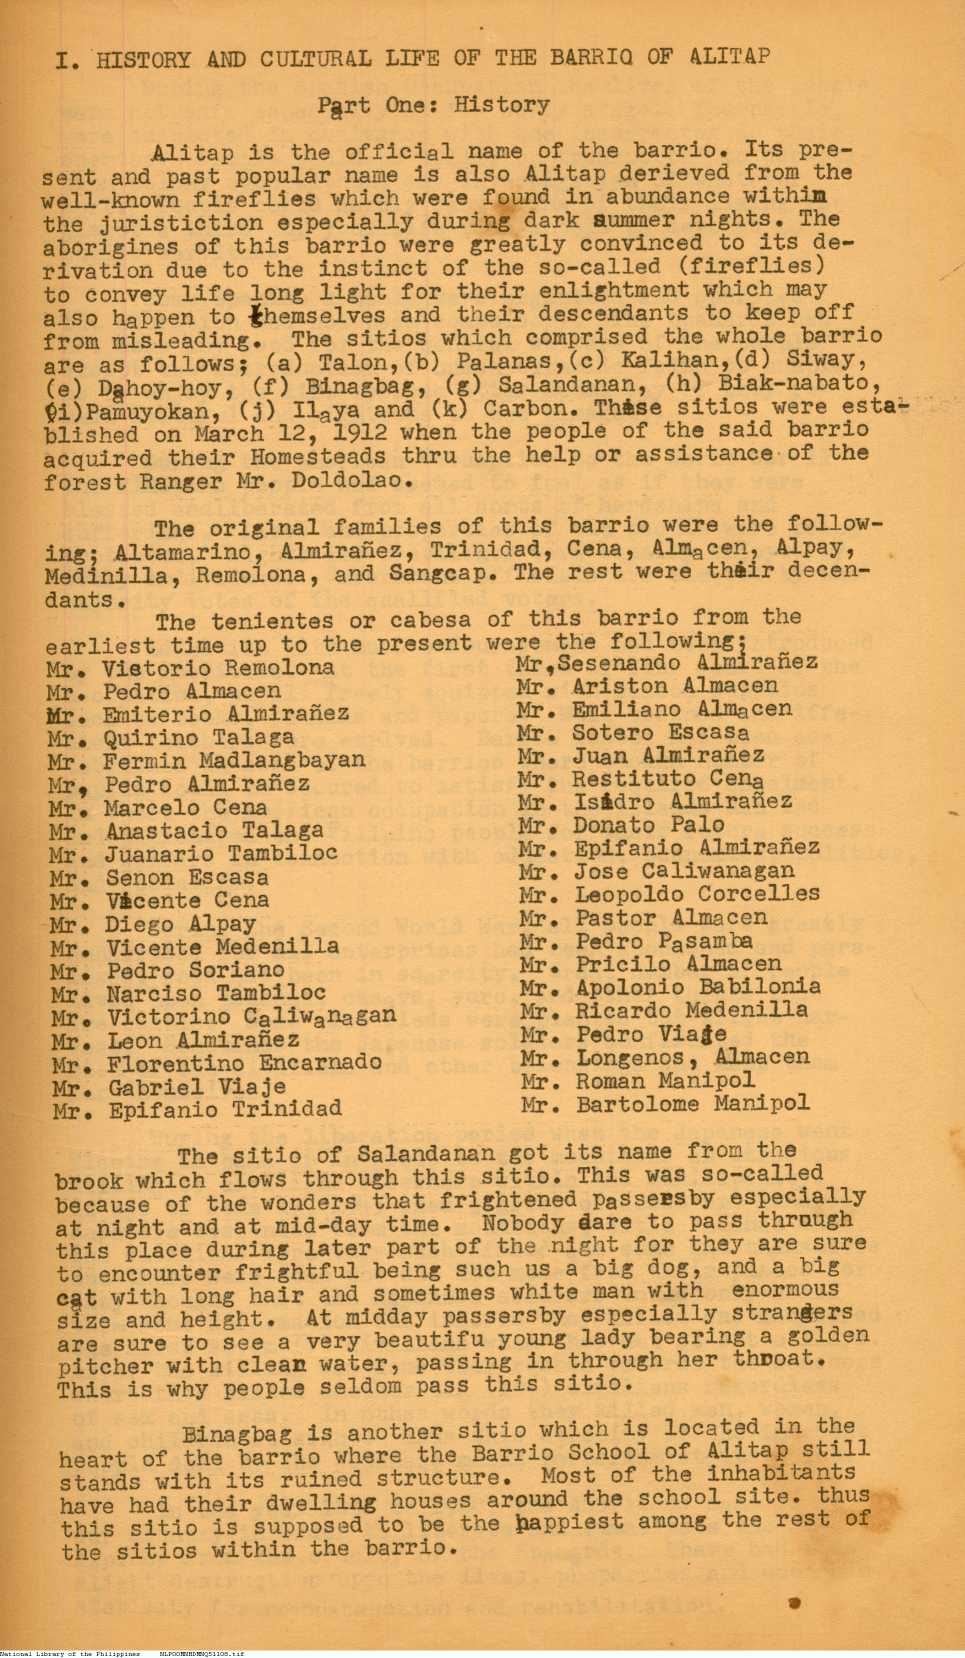 I. HISTORY AND CULTURAL LIFE OF THE BARRIO OF ALITAP
Part One: History
Alitap is the official name of the barrio. Its pre-
sent and past popular name is also Alitap derieved from the
well-known fireflies which were found in abundance within
the juristiction especially during dark summer nights. The
aborigines of this barrio were greatly convinced to its de-
rivation due to the instinct of the so-called (fireflies)
to convey life long light for their enlightment which may
also happen to themselves and their descendants to keep off
from misleading. The sitios which comprised the whole barrio
are as follows; (a) Talon,(b) Palanas,(c) Kalihan,(d) Siway,
(e) Dahoy-hoy, (f) Binagbag, (g) Salandanan, (h) Biak-nabato,
(i)Pamuyokan, (j) Ilaya and (k) Carbon. These sitios were esta-
blished on March 12, 1912 when the people of the said barrio
acquired their Homesteads thru the help or assistance of the
forest Ranger Mr. Doldolao.
The original families of this barrio were the follow-
ing; Altamarino, Almirañez, Trinidad, Cena, Almacen, Alpay,
Medinilla, Remolona, and Sangcap. The rest were their decen-
dants.
The tenientes or cabesa of this barrio from the
earliest time up to the present were the following;
Mr. Victorio Remolona
Mr. Pedro Almacen
Mr. Emiterio Almirañez
Mr. Quirino Talaga
Mr. Fermin Madlangbayan
Mr, Pedro Almirañez
Mr. Marcelo Cena
Mr. Anastacio Talaga
Mr. Juanario Tambiloc
Mr. Senon Escasa
Mr. Vicente Cena
Mr. Diego Alpay
Mr. Vicente Medenilla
Mr. Pedro Soriano
Mr. Narciso Tambiloc
Mr. Victorino Caliwanagan
Mr. Leon Almirañez
Mr. Florentino Encarnado
Mr. Gabriel Viaje
Mr. Epifanio Trinidad
Mr,Sesenando Almirañez
Mr. Ariston Almacen
Mr. Emiliano Almacen
Mr. Sotero Escasa
Mr. Juan Almirañez
Mr. Restituto Cena
Mr. Isidro Almirañez
Mr. Donato Palo
Mr. Epifanio Almirañez
Mr. Jose Caliwanagan
Mr. Leopoldo Corcelles
Mr. Pastor Almacen
Mr. Pedro Pasamba
Mr. Pricilo Almacen
Mr. Apolonio Babilonia
Mr. Ricardo Medenilla
Mr. Pedro Viaje
Mr. Longenos, Almacen
Mr. Roman Manipol
Mr. Bartolome Manipol
The sitio of Salandanan got its name from the
brook which flows through this sitio. This was so-called
because of the wonders that frightened passersby especially
at night and at mid-day time. Nobody dare to pass through
this place during later part of the night for they are sure
to encounter frightful being such us a big dog, and a big
cat with long hair and sometimes white man with enormous
size and height. At midday passersby especially strangers
are sure to see a very beautifu young lady bearing a golden
pitcher with clean water, passing in through her throat.
This is why people seldom pass this sitio.
Binagbag is another sitio which is located in the
heart of the barrio where the Barrio School of Alitap still
stands with its ruined structure. Most of the inhabitants
have had their dwelling houses around the school site. thus
this sitio is supposed to be the happiest among the rest of
the sitios within the barrio.
National Library of the Philippines